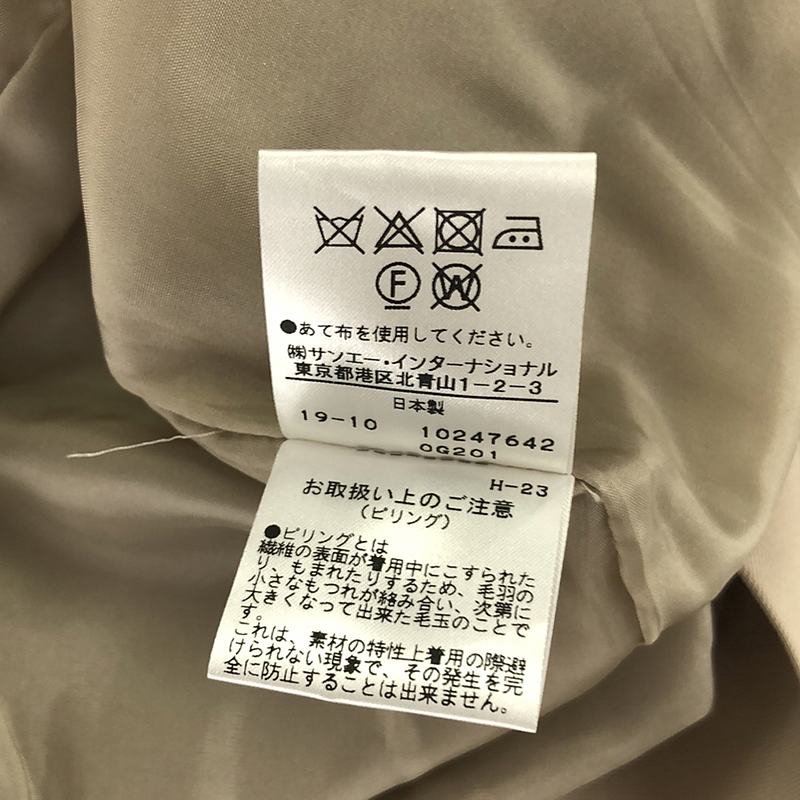 F W
●あて布を使用してください。
㈱サンエー・インターナショナル
東京都港区北青山1-2-3
日本製
19-10 10247642
0G201
H-23
お取扱い上のご注意
(ピリング)
●ピリングとは
繊維の表面が着用中にこすられた
り、もまれたりするため、毛羽の
小さなもつれが絡み合い、次第に
大きくなって出来た毛玉のことで
す。
これは、素材の特性上着用の際避
けられない現象で、その発生を完
全に防止することは出来ません。